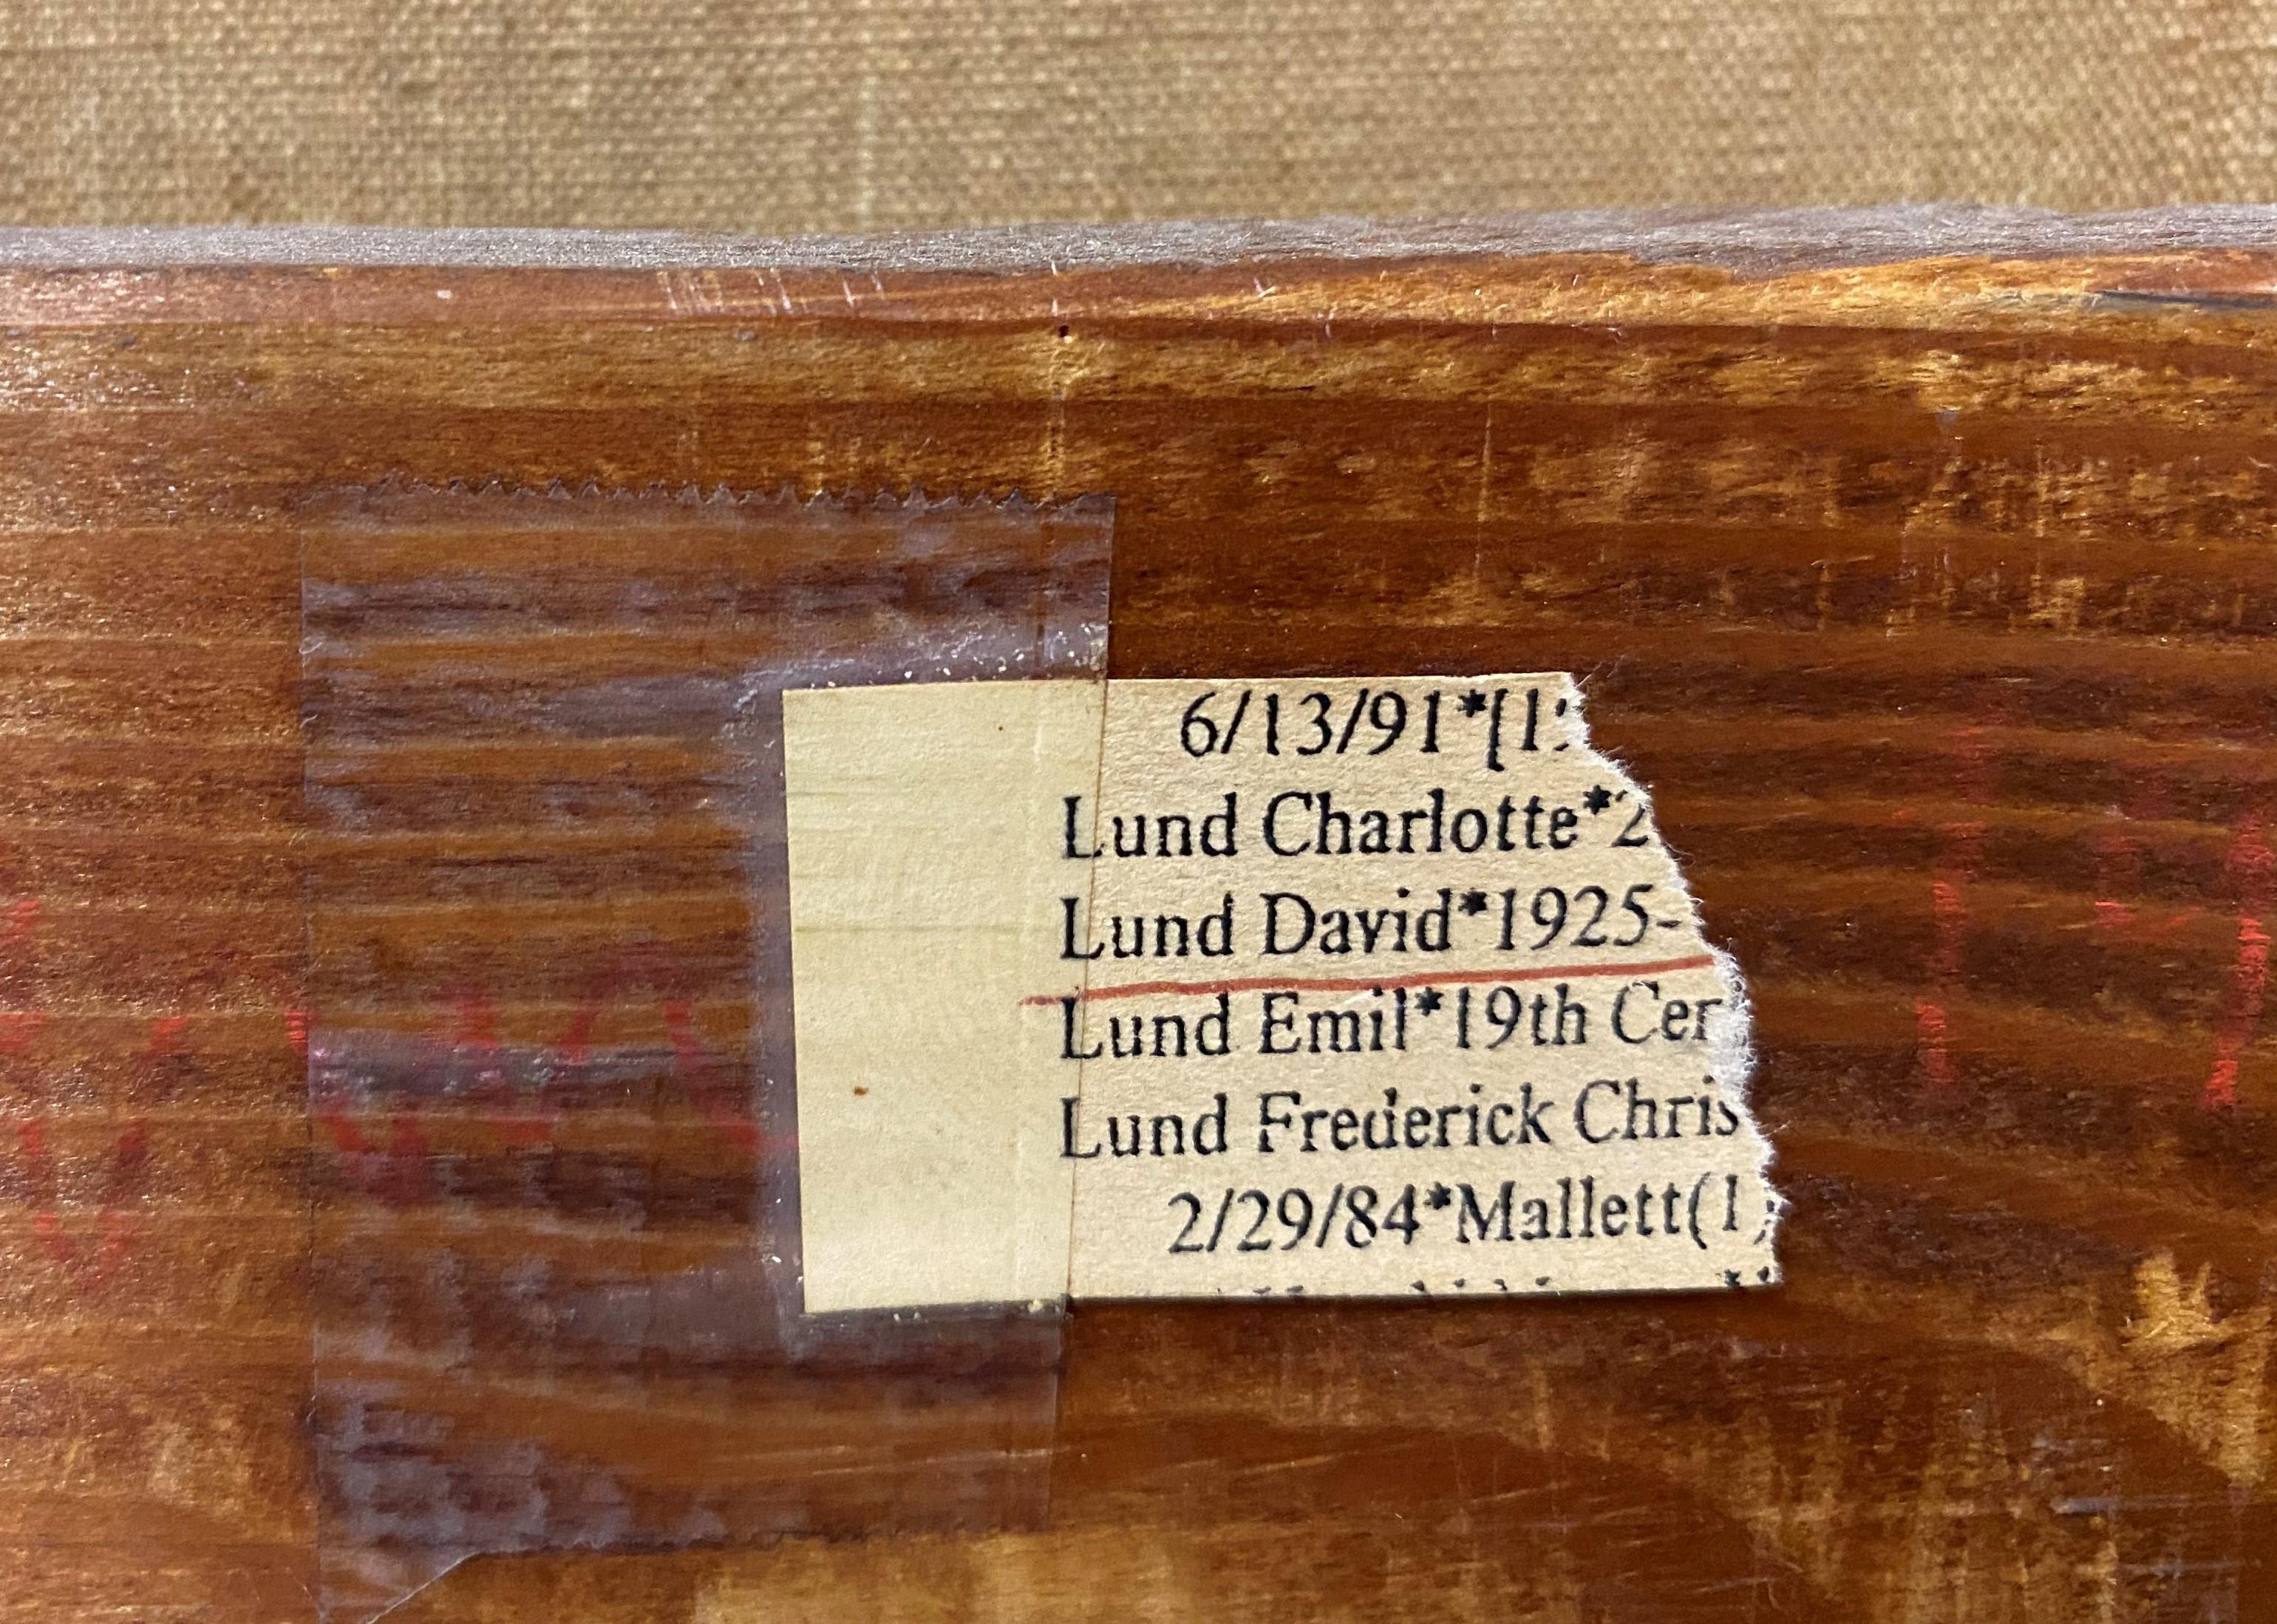 6/13/91*[1
Lund Charlotte*2
Lund David*1925-
Lund Emil*19th Cer
Lund Frederick Chris
2/29/84*Mallett(1